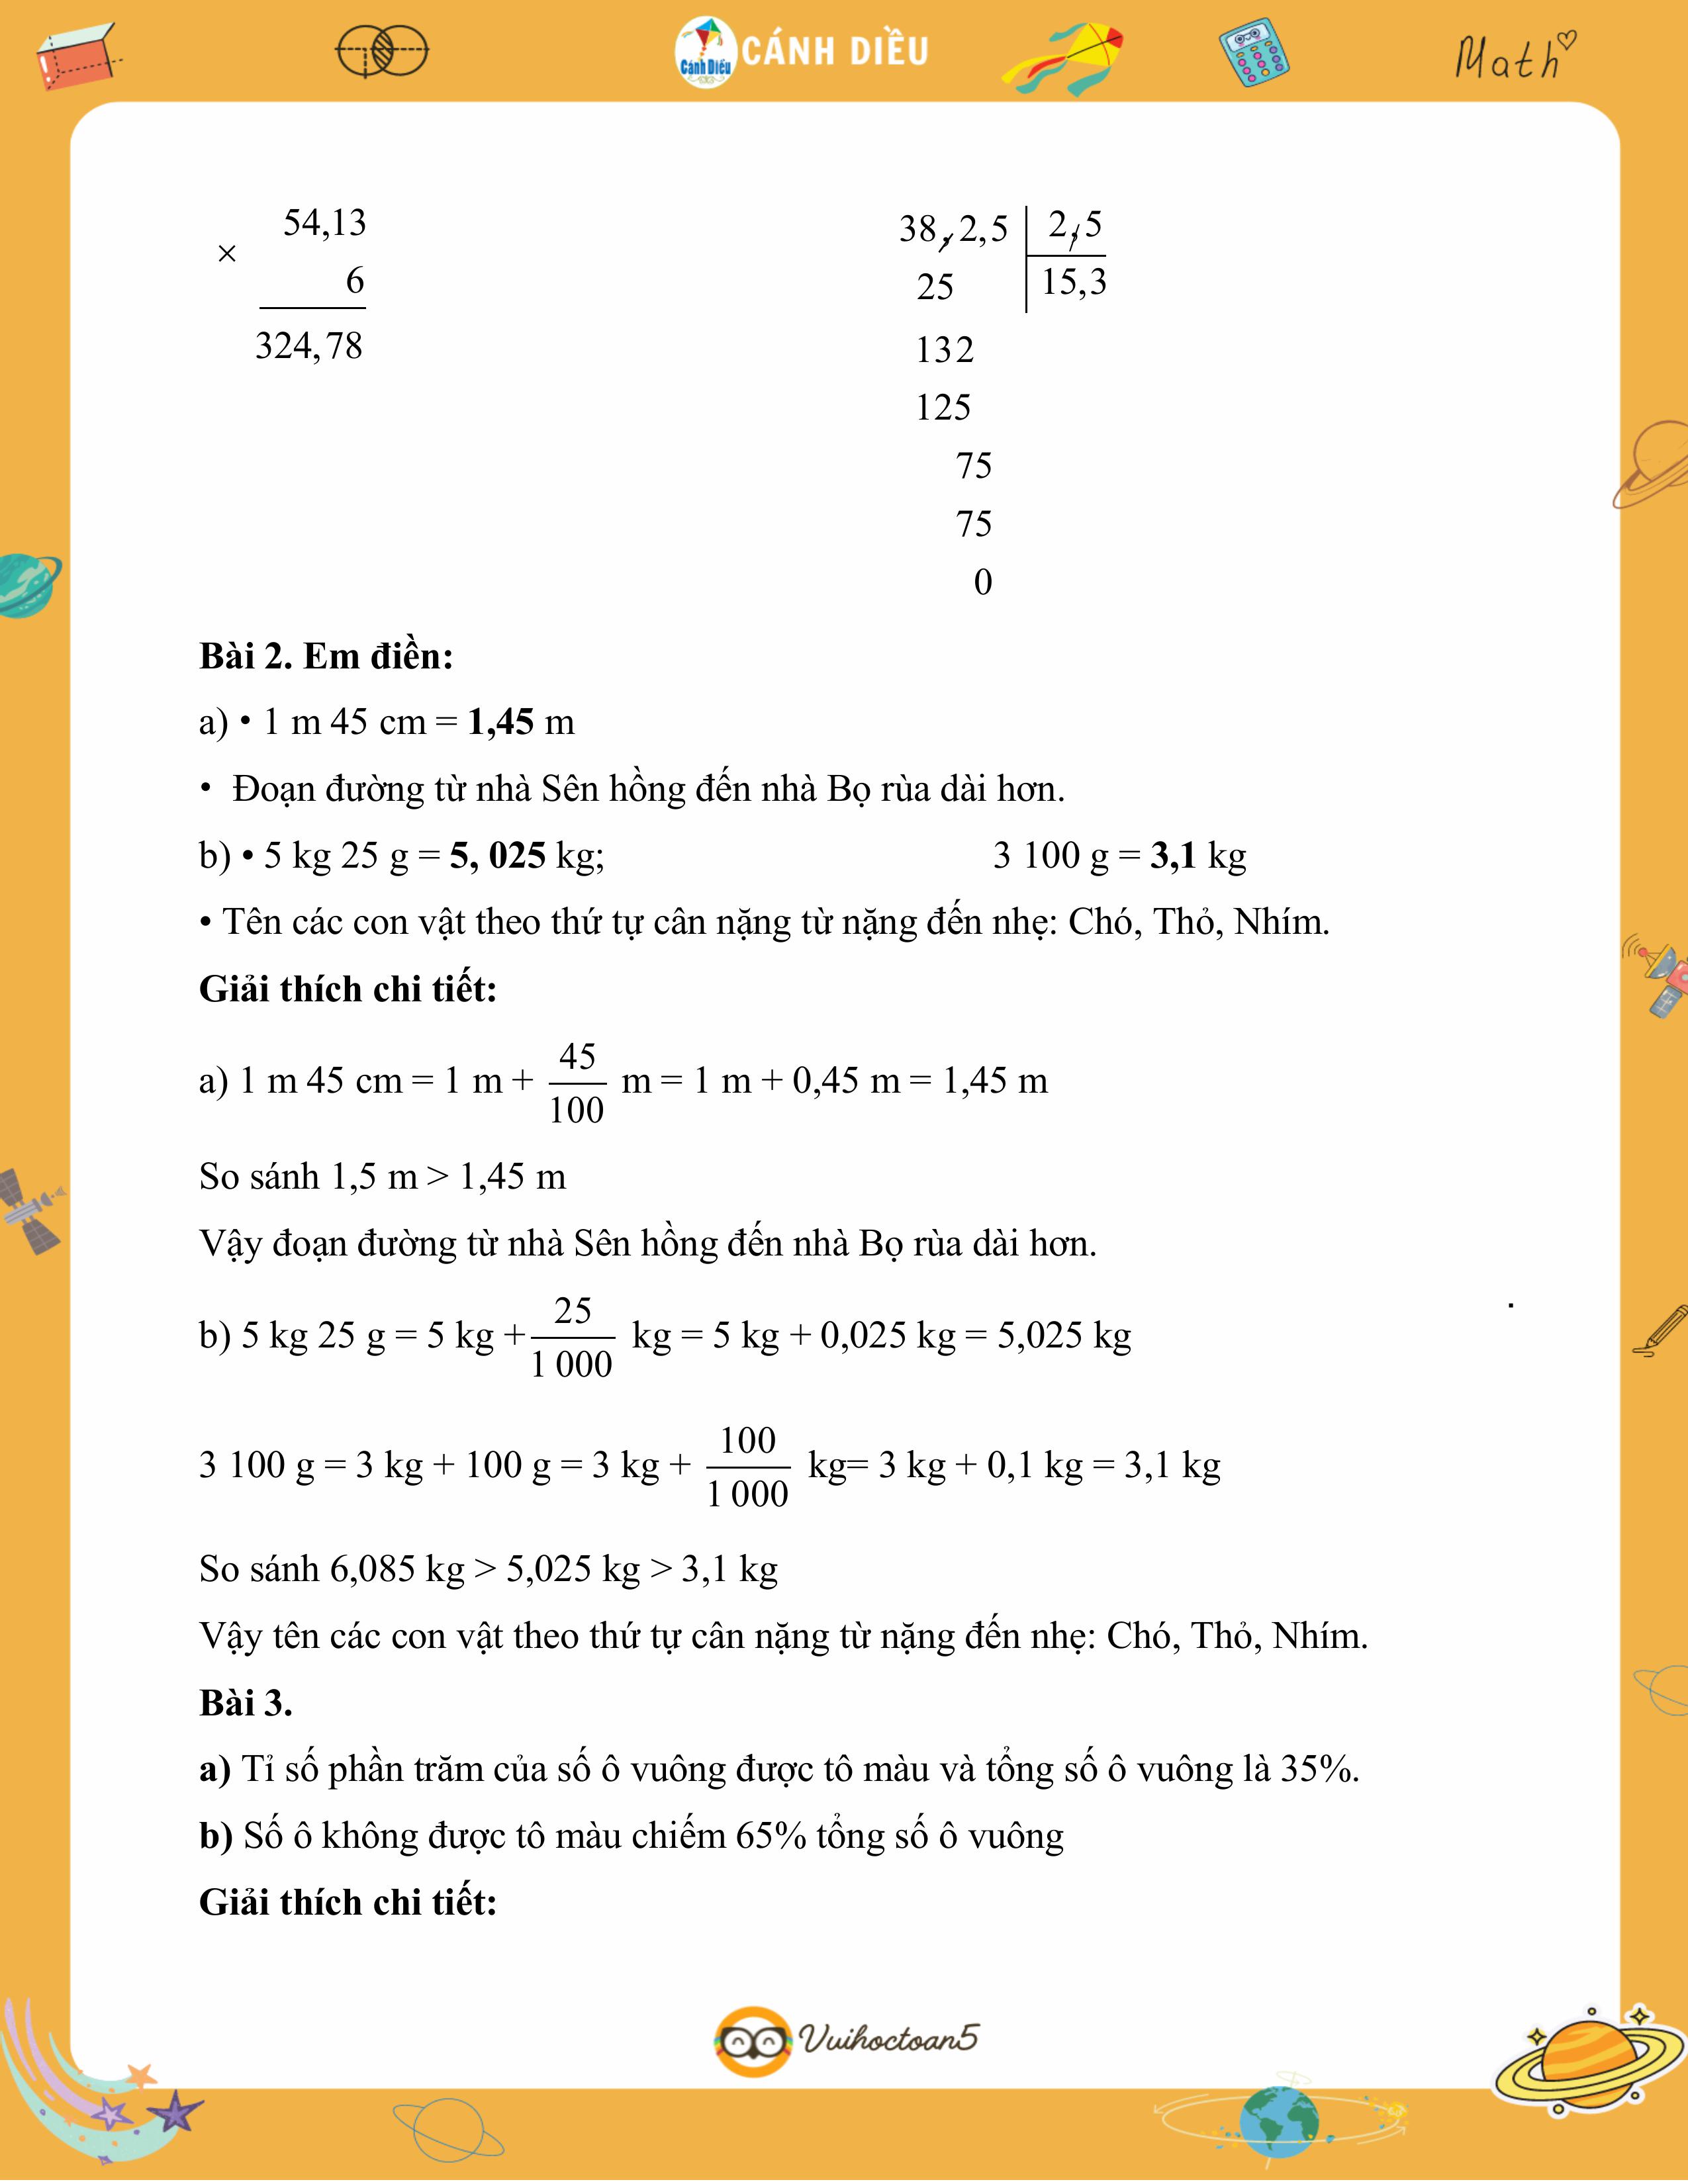 Cánh Diều
CÁNH DIỀU
Math
54,13
×
6
324,78
38,2,5 2,5
25 15,3
132
125
75
75
0
Bài 2. Em điền:
a) • 1 m 45 cm = 1,45 m
• Đoạn đường từ nhà Sên hồng đến nhà Bọ rùa dài hơn.
b) • 5 kg 25 g = 5, 025 kg; 3 100 g = 3,1 kg
• Tên các con vật theo thứ tự cân nặng từ nặng đến nhẹ: Chó, Thỏ, Nhím.
Giải thích chi tiết:
a) 1 m 45 cm = 1 m + 45/100 m = 1 m + 0,45 m = 1,45 m
So sánh 1,5 m > 1,45 m
Vậy đoạn đường từ nhà Sên hồng đến nhà Bọ rùa dài hơn.
b) 5 kg 25 g = 5 kg + 25/1 000 kg = 5 kg + 0,025 kg = 5,025 kg
3 100 g = 3 kg + 100 g = 3 kg + 100/1 000 kg= 3 kg + 0,1 kg = 3,1 kg
So sánh 6,085 kg > 5,025 kg > 3,1 kg
Vậy tên các con vật theo thứ tự cân nặng từ nặng đến nhẹ: Chó, Thỏ, Nhím.
Bài 3.
a) Tỉ số phần trăm của số ô vuông được tô màu và tổng số ô vuông là 35%.
b) Số ô không được tô màu chiếm 65% tổng số ô vuông
Giải thích chi tiết:
Vuihoctoan5